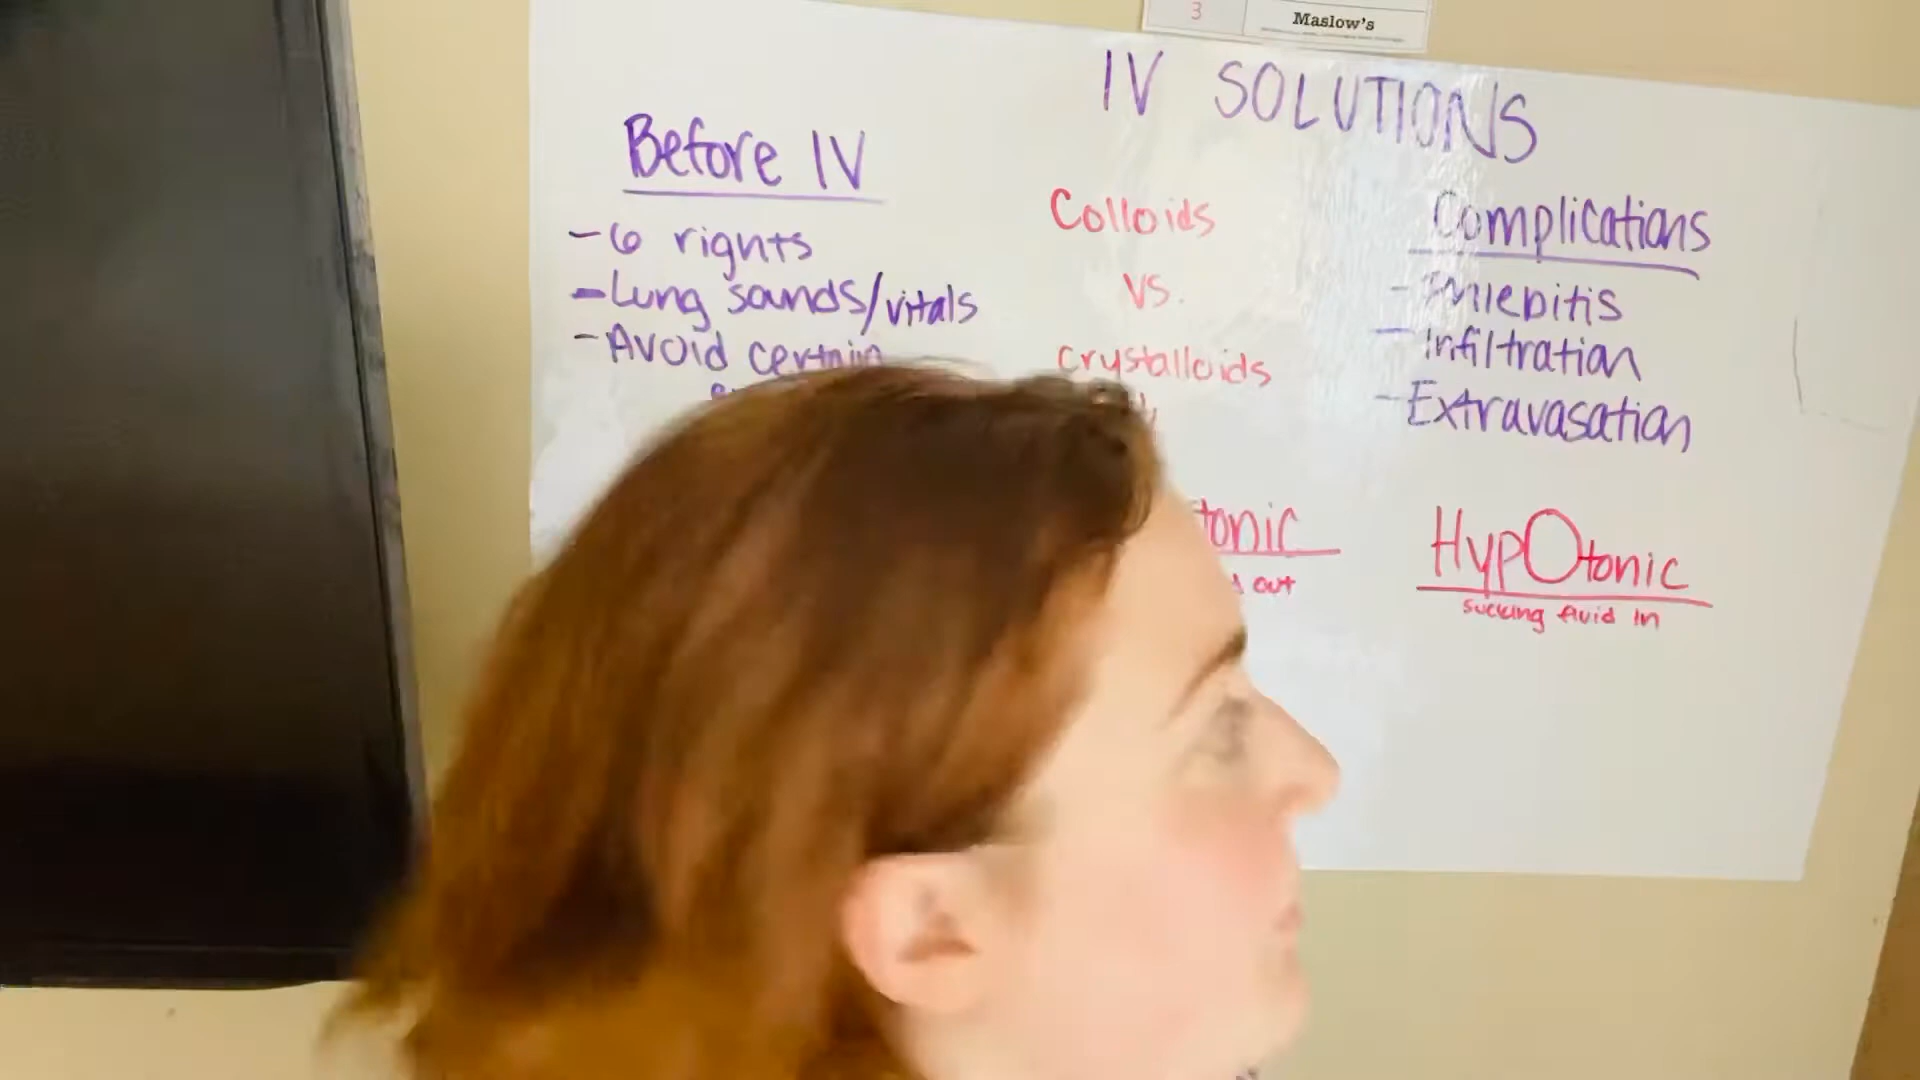 3
Maslow's
IV SOLUTIONS
Before IV
- 6 rights
- Lung sounds/vitals
- Avoid certain
Colloids
vs.
crystalloids
Complications
- Phlebitis
- Infiltration
- Extravasation
tonic
out
HypOtonic
sucking fluid in